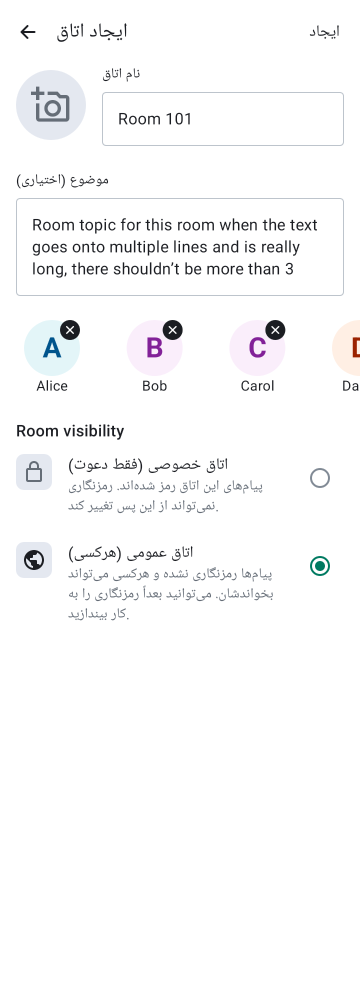 ایجاد اتاق
ایجاد
نام اتاق
Room 101
موضوع (اختیاری)
Room topic for this room when the text
goes onto multiple lines and is really
long, there shouldn't be more than 3
A
B
C
Alice
Bob
Carol
Room visibility
اتاق خصوصی (فقط دعوت)
پیام‌های این اتاق رمز شده‌اند. رمزنگاری
نمی‌تواند از این پس تغییر کند.
اتاق عمومی (هرکسی)
پیام‌ها رمزنگاری نشده و هرکسی می‌تواند
بخواندشان. می‌توانید بعداً رمزنگاری را به
کار بیندازید.